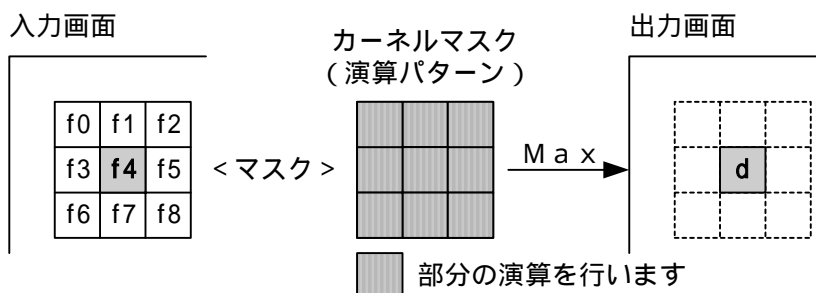 入力画面
カーネルマスク
(演算パターン)
出力画面
f0 f1 f2
f3 f4 f5
f6 f7 f8
<マスク>
Max
d
部分の演算を行います